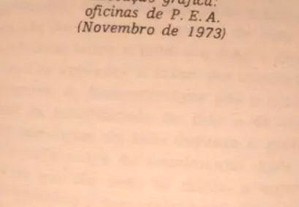 gráfica:
oficinas de P. E. A.
(Novembro de 1973)